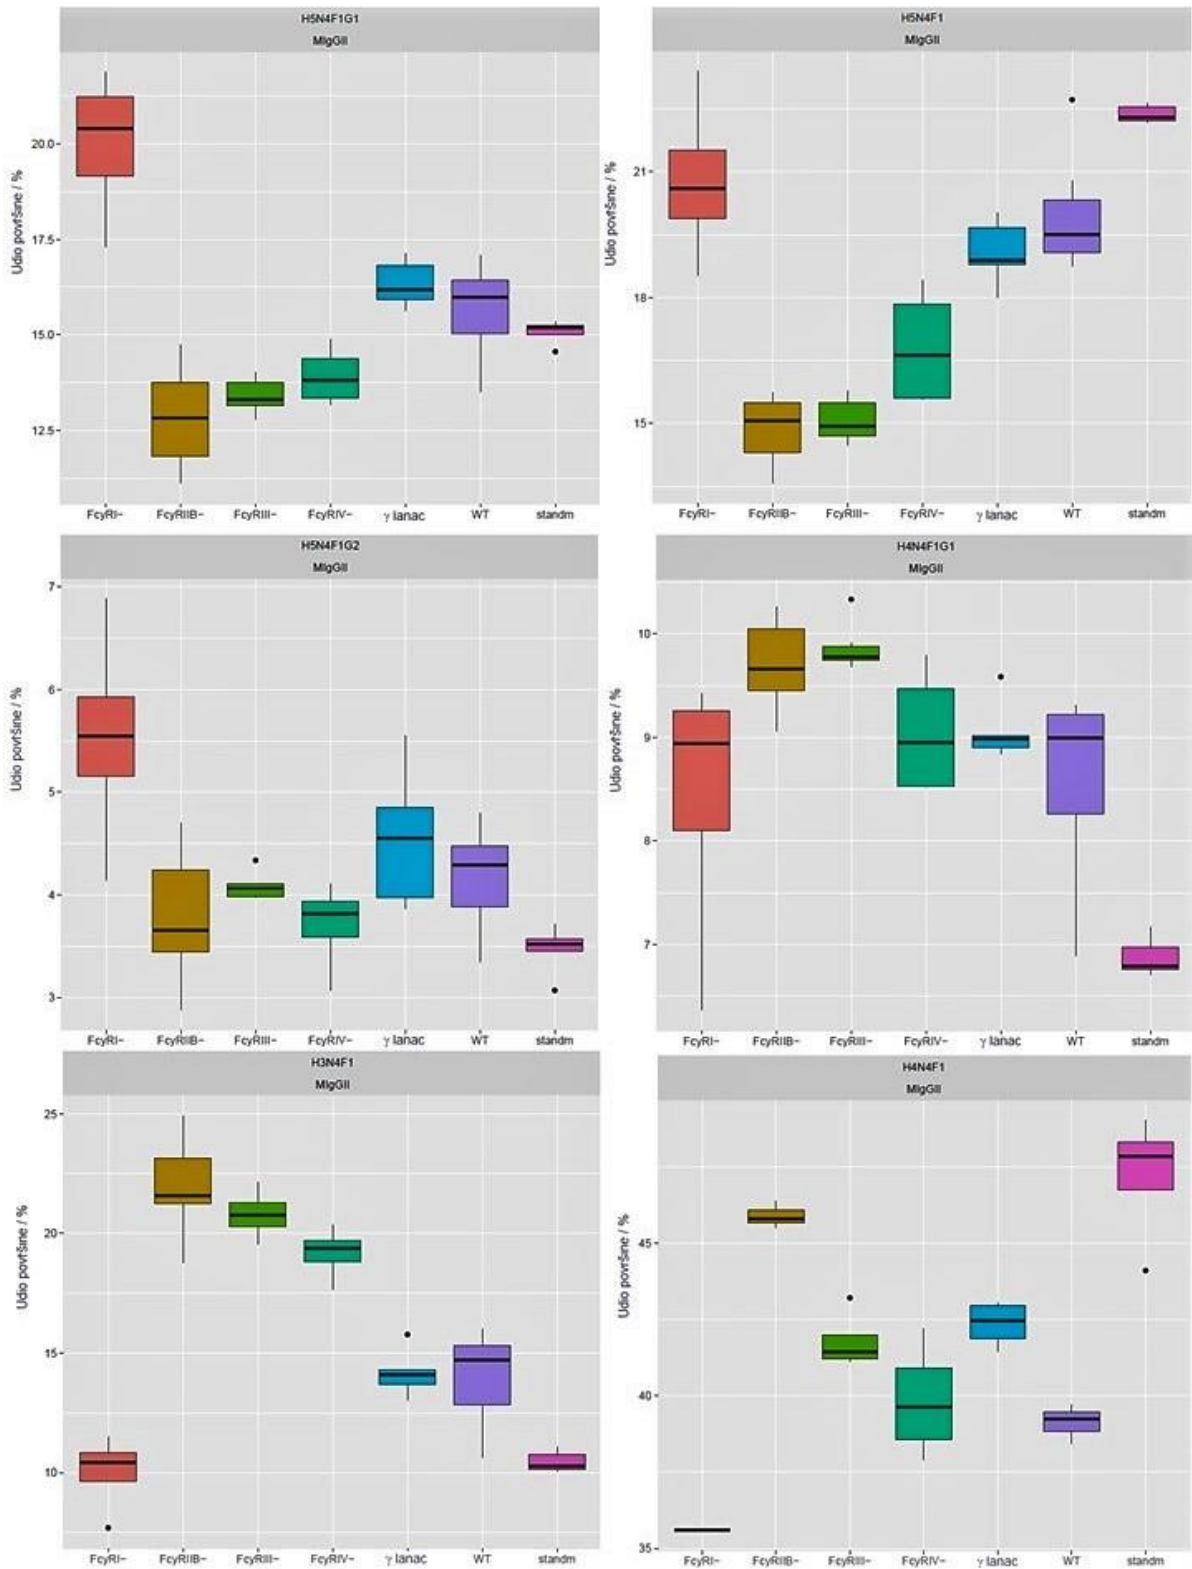 H5N4F1G1
MIgGII
Udio površine / %
20.0
17.5
15.0
12.5
FcγRI− FcγRIIB− FcγRIII− FcγRIV− γ lanac WT standm
H5N4F1
MIgGII
Udio površine / %
21
18
15
FcγRI− FcγRIIB− FcγRIII− FcγRIV− γ lanac WT standm
H5N4F1G2
MIgGII
Udio površine / %
7
6
5
4
3
FcγRI− FcγRIIB− FcγRIII− FcγRIV− γ lanac WT standm
H4N4F1G1
MIgGII
Udio površine / %
10
9
8
7
FcγRI− FcγRIIB− FcγRIII− FcγRIV− γ lanac WT standm
H3N4F1
MIgGII
Udio površine / %
25
20
15
10
FcγRI− FcγRIIB− FcγRIII− FcγRIV− γ lanac WT standm
H4N4F1
MIgGII
Udio površine / %
45
40
35
FcγRI− FcγRIIB− FcγRIII− FcγRIV− γ lanac WT standm